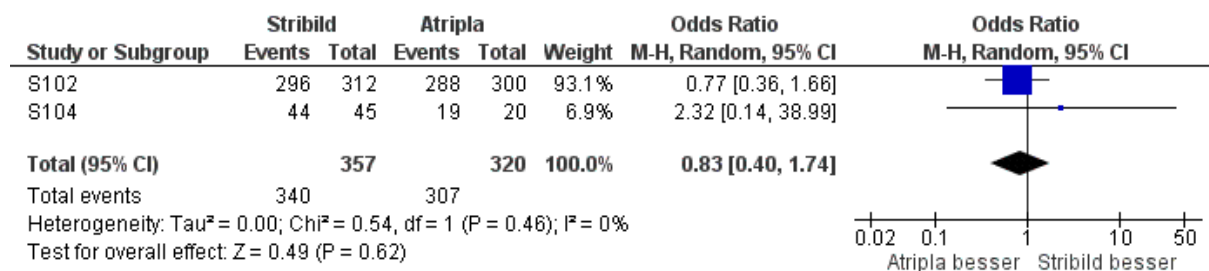 Stribild Atripla Odds Ratio Odds Ratio
Study or Subgroup Events Total Events Total Weight M-H, Random, 95% CI M-H, Random, 95% CI
S102 296 312 288 300 93.1% 0.77 [0.36, 1.66]
S104 44 45 19 20 6.9% 2.32 [0.14, 38.99]
Total (95% CI) 357 320 100.0% 0.83 [0.40, 1.74]
Total events 340 307
Heterogeneity: Tau² = 0.00; Chi² = 0.54, df = 1 (P = 0.46); I² = 0%
Test for overall effect: Z = 0.49 (P = 0.62)
0.02 0.1 1 10 50
Atripla besser Stribild besser